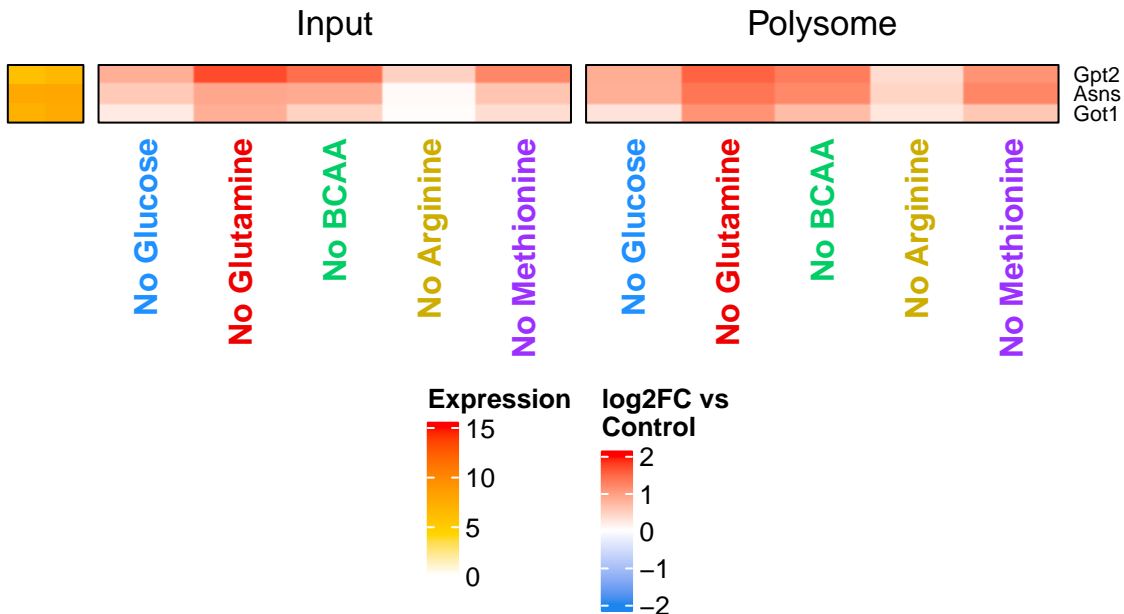 Input
Polysome
Gpt2
Asns
Got1
No Glucose
No Glutamine
No BCAA
No Arginine
No Methionine
No Glucose
No Glutamine
No BCAA
No Arginine
No Methionine
Expression
15
10
5
0
log2FC vs
Control
2
1
0
−1
−2